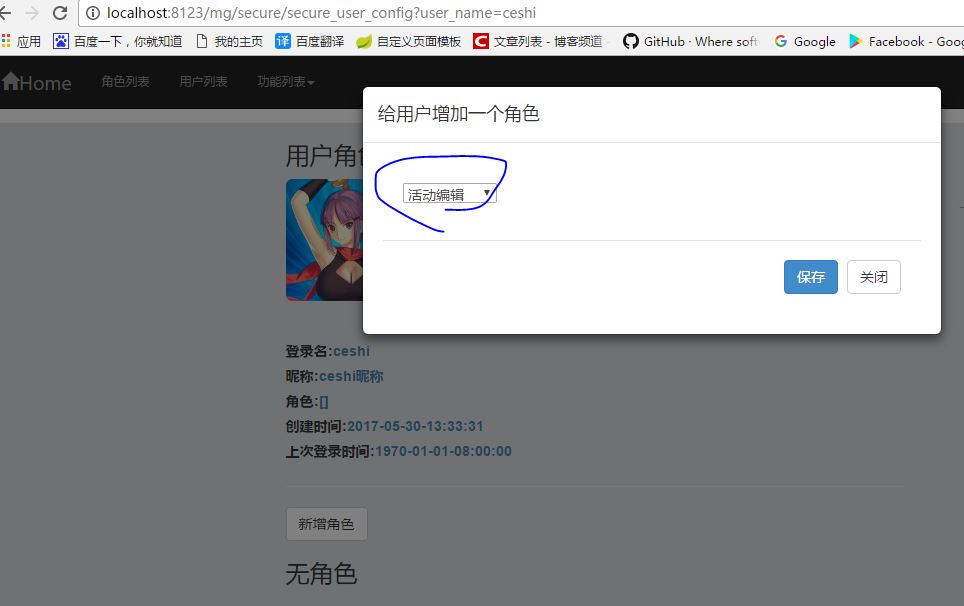 localhost:8123/mg/secure/secure_user_config?user_name=ceshi
应用 百度一下，你就知道 我的主页 译 百度翻译 自定义页面模板 C 文章列表 - 博客频道 GitHub · Where soft Google Facebook - Goog
Home 角色列表 用户列表 功能列表
给用户增加一个角色
用户角
活动编辑
保存 关闭
登录名:ceshi
昵称:ceshi昵称
角色:[]
创建时间:2017-05-30-13:33:31
上次登录时间:1970-01-01-08:00:00
新增角色
无角色